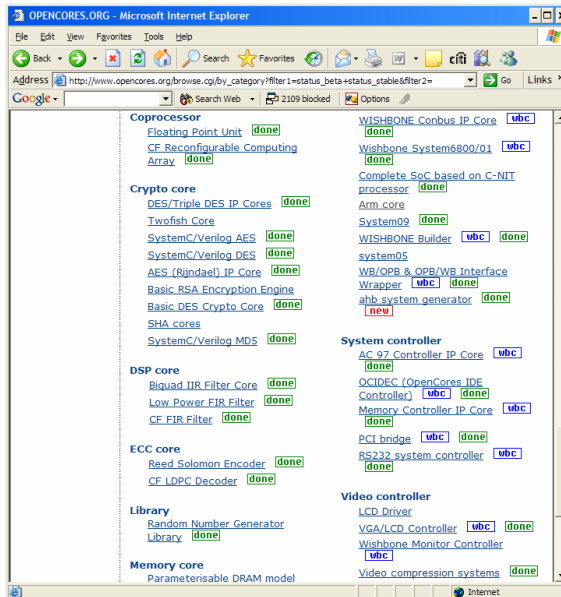 OPENCORES.ORG - Microsoft Internet Explorer
File Edit View Favorites Tools Help
Back Search Favorites
Address http://www.opencores.org/browse.cgi/by_category?filter1=status_beta+status_stable&filter2= Go Links
Google Search Web 2109 blocked Options
Coprocessor
Floating Point Unit done
CF Reconfigurable Computing
Array done
Crypto core
DES/Triple DES IP Cores done
Twofish Core
SystemC/Verilog AES done
SystemC/Verilog DES done
AES (Rijndael) IP Core done
Basic RSA Encryption Engine
Basic DES Crypto Core done
SHA cores
SystemC/Verilog MD5 done
DSP core
Biquad IIR Filter Core done
Low Power FIR Filter done
CF FIR Filter done
ECC core
Reed Solomon Encoder done
CF LDPC Decoder done
Library
Random Number Generator
Library done
Memory core
Parameterisable DRAM model
WISHBONE Conbus IP Core wbc
done
Wishbone System6800/01 wbc
done
Complete SoC based on C-NIT
processor done
Arm core
System09 done
WISHBONE Builder wbc done
system05
WB/OPB & OPB/WB Interface
Wrapper wbc done
ahb system generator done
new
System controller
AC 97 Controller IP Core wbc
done
OCIDEC (OpenCores IDE
Controller) wbc done
Memory Controller IP Core wbc
done
PCI bridge wbc done
RS232 system controller wbc
done
Video controller
LCD Driver
VGA/LCD Controller wbc done
Wishbone Monitor Controller
wbc
Video compression systems done
Internet